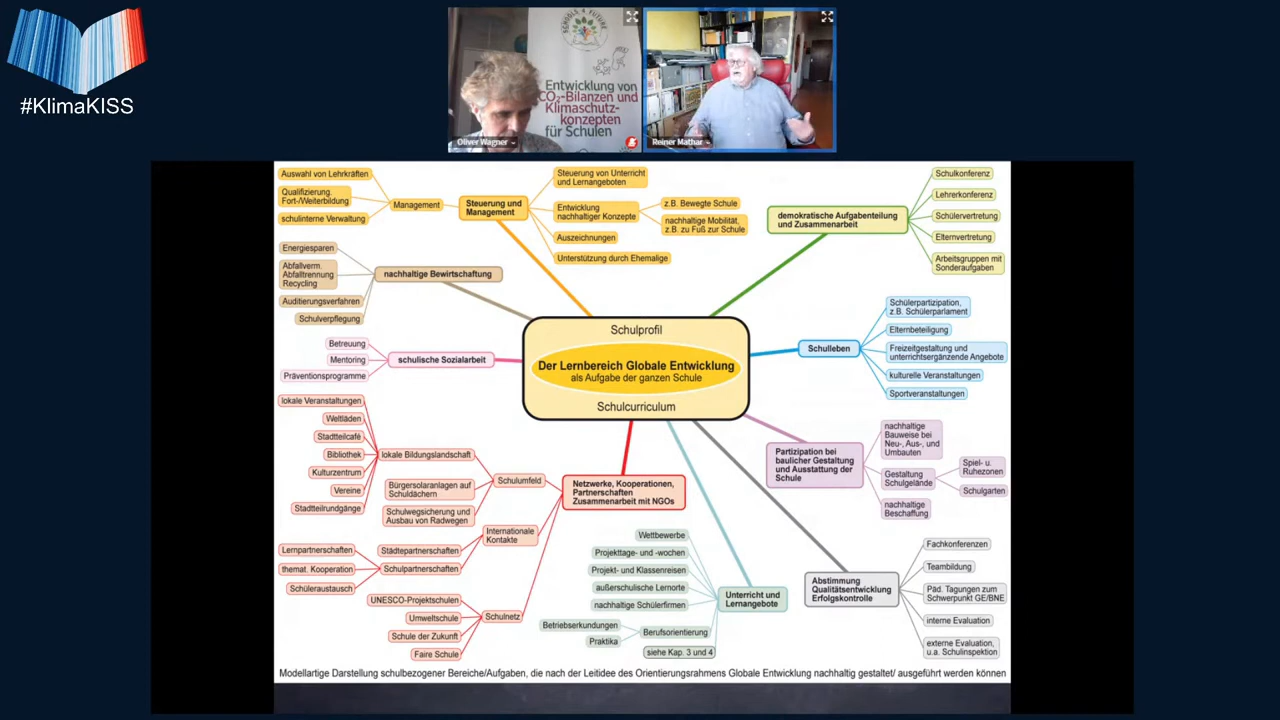 #KlimaKISS
SCHOOLS 4 FUTURE
Entwicklung von
CO₂-Bilanzen und
Klimaschutz-
konzepten
für Schulen
Oliver Wagner
Reiner Mathar
Auswahl von Lehrkräften
Qualifizierung,
Fort-/Weiterbildung
schulinterne Verwaltung
Management
Steuerung und
Management
Steuerung von Unterricht
und Lernangeboten
Entwicklung
nachhaltiger Konzepte
z.B. Bewegte Schule
nachhaltige Mobilität,
z.B. zu Fuß zur Schule
Auszeichnungen
Unterstützung durch Ehemalige
demokratische Aufgabenteilung
und Zusammenarbeit
Schulkonferenz
Lehrerkonferenz
Schülervertretung
Elternvertretung
Arbeitsgruppen mit
Sonderaufgaben
Energiesparen
Abfallverm.
Abfalltrennung
Recycling
Auditierungsverfahren
Schulverpflegung
nachhaltige Bewirtschaftung
Betreuung
Mentoring
Präventionsprogramme
schulische Sozialarbeit
Schulprofil
Der Lernbereich Globale Entwicklung
als Aufgabe der ganzen Schule
Schulcurriculum
Schulleben
Schülerpartizipation,
z.B. Schülerparlament
Elternbeteiligung
Freizeitgestaltung und
unterrichtsergänzende Angebote
kulturelle Veranstaltungen
Sportveranstaltungen
lokale Veranstaltungen
Weltläden
Stadtteilcafé
Bibliothek
Kulturzentrum
Vereine
Stadtteilrundgänge
lokale Bildungslandschaft
Bürgersolaranlagen auf
Schuldächern
Schulwegsicherung und
Ausbau von Radwegen
Schulumfeld
Netzwerke, Kooperationen,
Partnerschaften
Zusammenarbeit mit NGOs
Internationale
Kontakte
Städtepartnerschaften
Schulpartnerschaften
Lernpartnerschaften
themat. Kooperation
Schüleraustausch
UNESCO-Projektschulen
Umweltschule
Schule der Zukunft
Faire Schule
Schulnetz
Partizipation bei
baulicher Gestaltung
und Ausstattung der
Schule
nachhaltige
Bauweise bei
Neu-, Aus-, und
Umbauten
Gestaltung
Schulgelände
Spiel- u.
Ruhezonen
Schulgarten
nachhaltige
Beschaffung
Wettbewerbe
Projekttage- und -wochen
Projekt- und Klassenreisen
außerschulische Lernorte
nachhaltige Schülerfirmen
Betriebserkundungen
Praktika
Berufsorientierung
siehe Kap. 3 und 4
Unterricht und
Lernangebote
Abstimmung
Qualitätsentwicklung
Erfolgskontrolle
Fachkonferenzen
Teambildung
Päd. Tagungen zum
Schwerpunkt GE/BNE
interne Evaluation
externe Evaluation,
u.a. Schulinspektion
Modellartige Darstellung schulbezogener Bereiche/Aufgaben, die nach der Leitidee des Orientierungsrahmens Globale Entwicklung nachhaltig gestaltet/ ausgeführt werden können